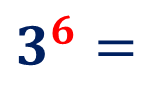 3⁶ =